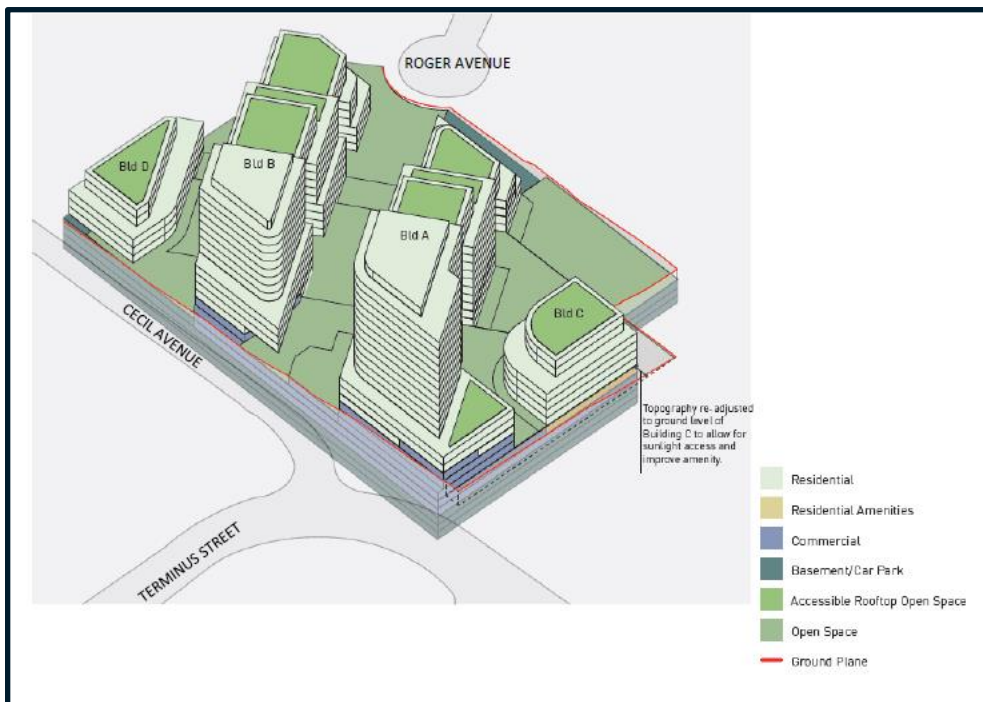 ROGER AVENUE
Bld D
Bld B
Bld A
Bld C
CECIL AVENUE
TERMINUS STREET
Topography re-adjusted
to ground level of
Building C to allow for
sunlight access and
improve amenity.
Residential
Residential Amenities
Commercial
Basement/Car Park
Accessible Rooftop Open Space
Open Space
Ground Plane